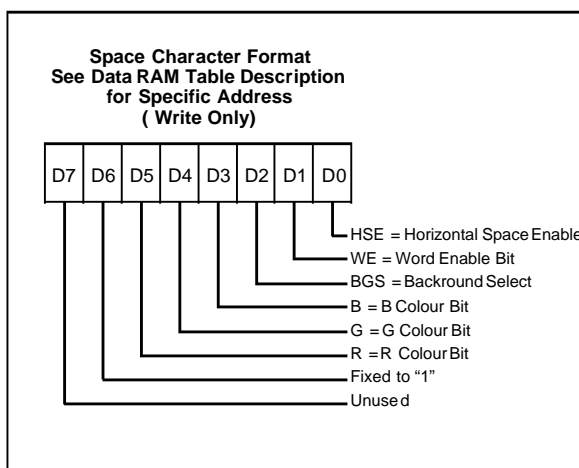 Space Character Format
See Data RAM Table Description
for Specific Address
( Write Only)
D7 D6 D5 D4 D3 D2 D1 D0
HSE = Horizontal Space Enable
WE = Word Enable Bit
BGS = Backround Select
B = B Colour Bit
G = G Colour Bit
R = R Colour Bit
Fixed to “1”
Unused